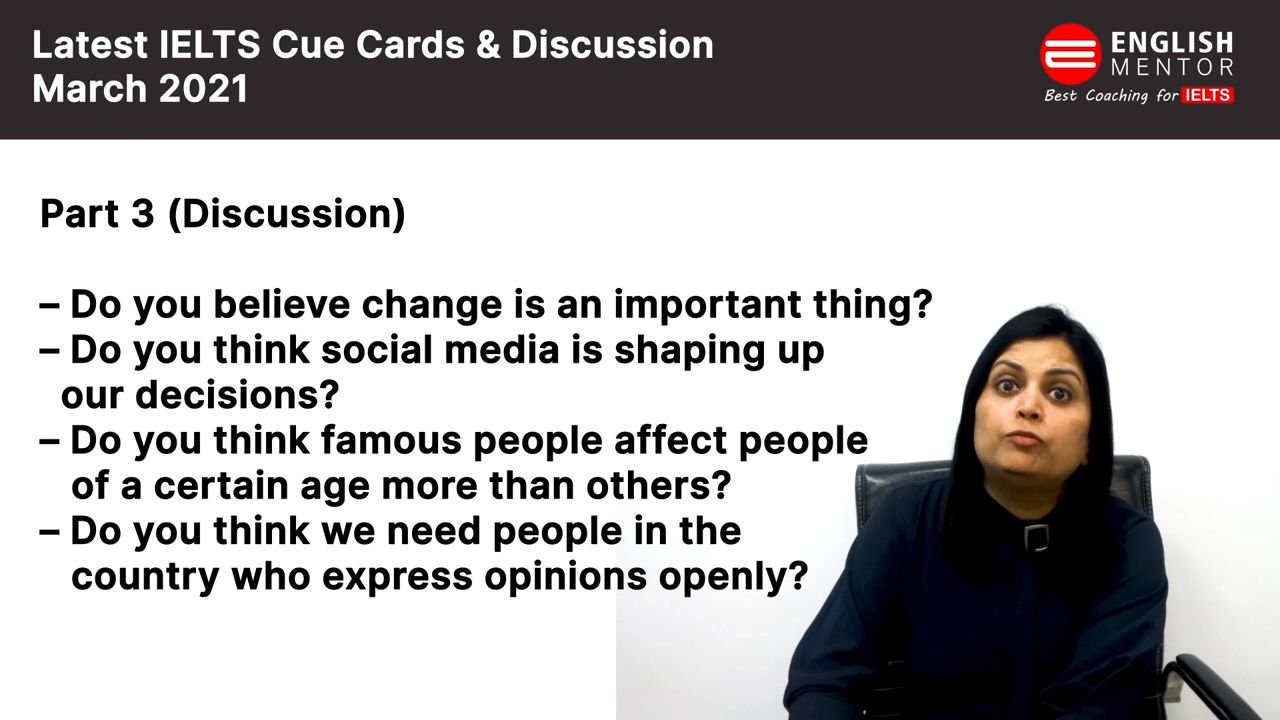 Latest IELTS Cue Cards & Discussion
March 2021
ENGLISH
MENTOR
Best Coaching for IELTS
Part 3 (Discussion)
– Do you believe change is an important thing?
– Do you think social media is shaping up
our decisions?
– Do you think famous people affect people
of a certain age more than others?
– Do you think we need people in the
country who express opinions openly?